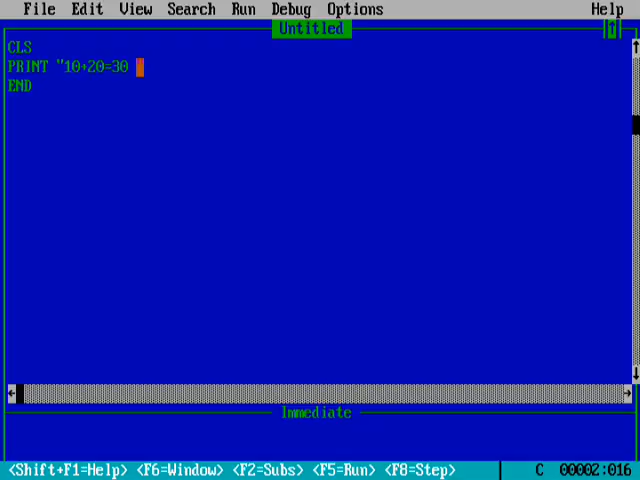 File Edit View Search Run Debug Options Help
Untitled
CLS
PRINT "10+20=30
END
Immediate
<Shift+F1=Help> <F6=Window> <F2=Subs> <F5=Run> <F8=Step> C 00002:016